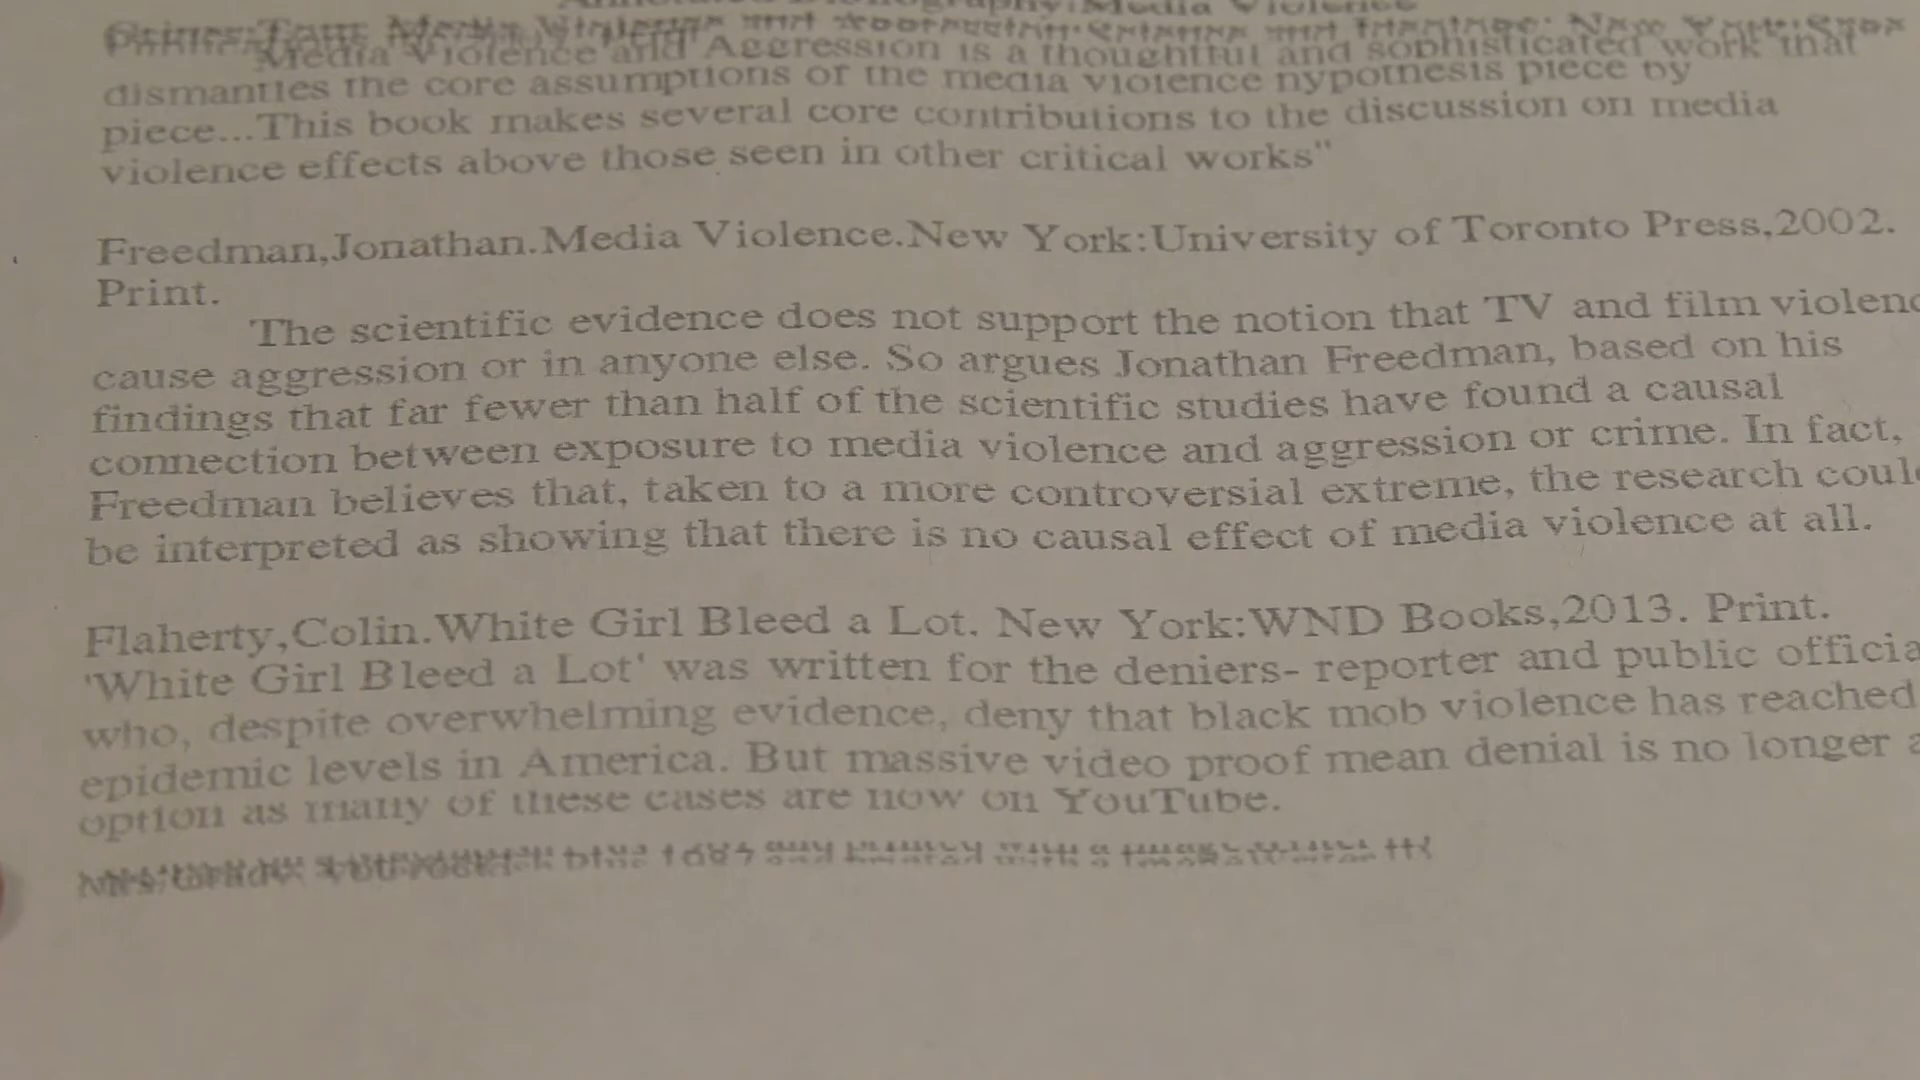 Media Violence
Media Violence and Aggression is a thoughtful and sophisticated work that
dismantles the core assumptions of the media violence hypothesis piece by
piece...This book makes several core contributions to the discussion on media
violence effects above those seen in other critical works"
Freedman,Jonathan.Media Violence.New York:University of Toronto Press,2002.
Print.
The scientific evidence does not support the notion that TV and film violenc
cause aggression or in anyone else. So argues Jonathan Freedman, based on his
findings that far fewer than half of the scientific studies have found a causal
connection between exposure to media violence and aggression or crime. In fact,
Freedman believes that, taken to a more controversial extreme, the research coul
be interpreted as showing that there is no causal effect of media violence at all.
Flaherty,Colin.White Girl Bleed a Lot. New York:WND Books,2013. Print.
'White Girl Bleed a Lot' was written for the deniers- reporter and public officia
who, despite overwhelming evidence, deny that black mob violence has reached
epidemic levels in America. But massive video proof mean denial is no longer a
option as many of these cases are now on YouTube.